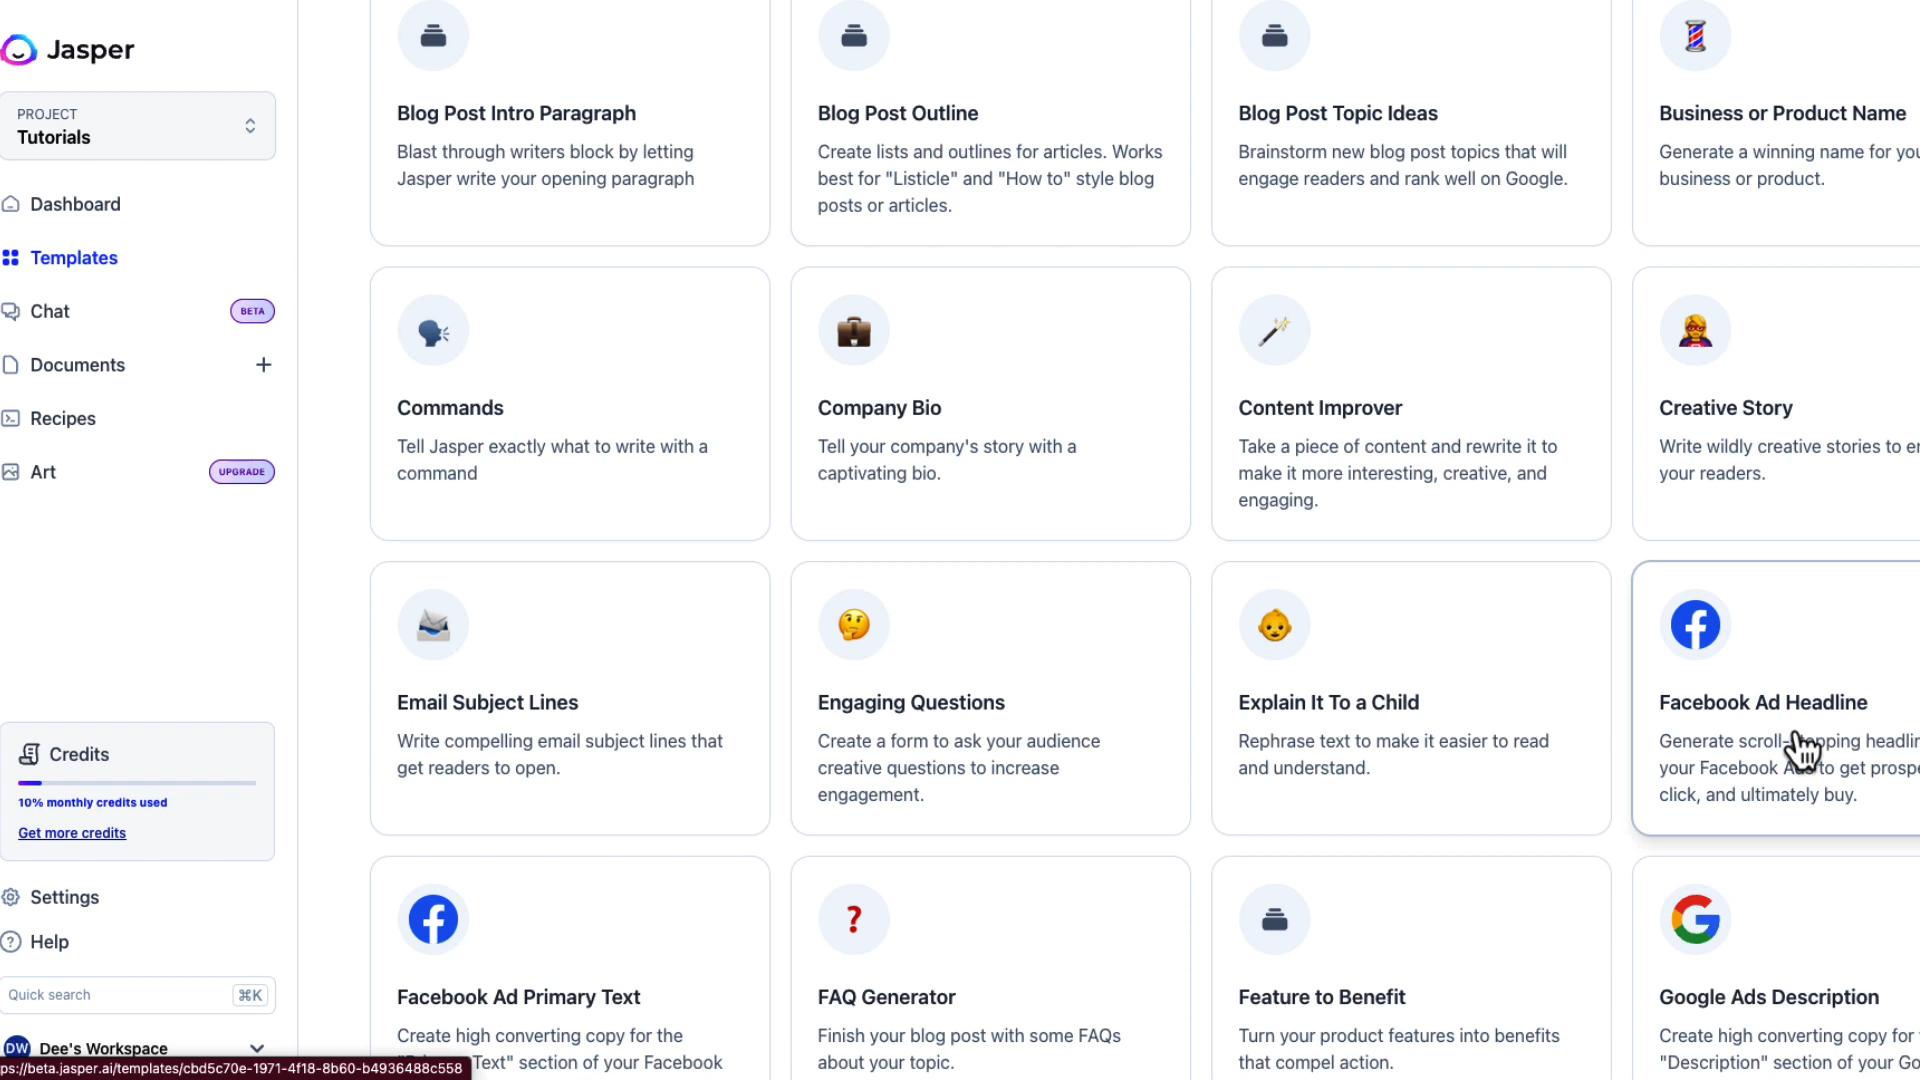 Jasper
PROJECT
Tutorials
Dashboard
Templates
Chat
BETA
Documents
Recipes
Art
UPGRADE
Credits
10% monthly credits used
Get more credits
Settings
Help
Quick search
⌘K
DW
Dee's Workspace
ps://beta.jasper.ai/templates/cbd5c70e-1971-4f18-8b60-b4936488c558
Blog Post Intro Paragraph
Blast through writers block by letting
Jasper write your opening paragraph
Blog Post Outline
Create lists and outlines for articles. Works
best for "Listicle" and "How to" style blog
posts or articles.
Blog Post Topic Ideas
Brainstorm new blog post topics that will
engage readers and rank well on Google.
Business or Product Name
Generate a winning name for
business or product.
Commands
Tell Jasper exactly what to write with a
command
Company Bio
Tell your company's story with a
captivating bio.
Content Improver
Take a piece of content and rewrite it to
make it more interesting, creative, and
engaging.
Creative Story
Write wildly creative stories to
your readers.
Email Subject Lines
Write compelling email subject lines that
get readers to open.
Engaging Questions
Create a form to ask your audience
creative questions to increase
engagement.
Explain It To a Child
Rephrase text to make it easier to read
and understand.
Facebook Ad Headline
Generate
your Facebook to get
click, and ultimately buy.
Facebook Ad Primary Text
Create high converting copy for the
Text" section of your Facebook
FAQ Generator
Finish your blog post with some FAQs
about your topic.
Feature to Benefit
Turn your product features into benefits
that compel action.
Google Ads Description
Create high converting copy for
"Description" section of your